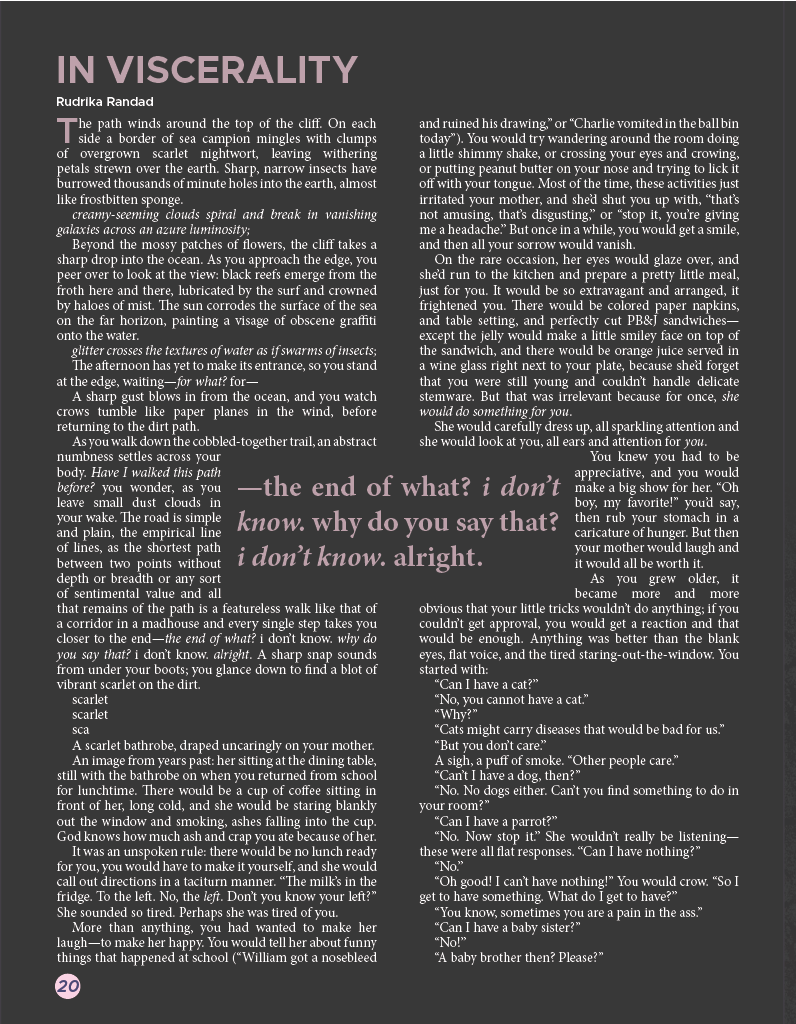 IN VISCERALITY
Rudrika Randad
The path winds around the top of the cliff. On each
side a border of sea campion mingles with clumps
of overgrown scarlet nightwort, leaving withering
petals strewn over the earth. Sharp, narrow insects have
burrowed thousands of minute holes into the earth, almost
like frostbitten sponge.
creamy-seeming clouds spiral and break in vanishing
galaxies across an azure luminosity;
Beyond the mossy patches of flowers, the cliff takes a
sharp drop into the ocean. As you approach the edge, you
peer over to look at the view: black reefs emerge from the
froth here and there, lubricated by the surf and crowned
by haloes of mist. The sun corrodes the surface of the sea
on the far horizon, painting a visage of obscene graffiti
onto the water.
glitter crosses the textures of water as if swarms of insects;
The afternoon has yet to make its entrance, so you stand
at the edge, waiting—for what? for—
A sharp gust blows in from the ocean, and you watch
crows tumble like paper planes in the wind, before
returning to the dirt path.
As you walk down the cobbled-together trail, an abstract
numbness settles across your
body. Have I walked this path
before? you wonder, as you
leave small dust clouds in
your wake. The road is simple
and plain, the empirical line
of lines, as the shortest path
between two points without
depth or breadth or any sort
of sentimental value and all
that remains of the path is a featureless walk like that of
a corridor in a madhouse and every single step takes you
closer to the end—the end of what? i don't know. why do
you say that? i don't know. alright. A sharp snap sounds
from under your boots; you glance down to find a blot of
vibrant scarlet on the dirt.
scarlet
scarlet
sca
A scarlet bathrobe, draped uncaringly on your mother.
An image from years past: her sitting at the dining table,
still with the bathrobe on when you returned from school
for lunchtime. There would be a cup of coffee sitting in
front of her, long cold, and she would be staring blankly
out the window and smoking, ashes falling into the cup.
God knows how much ash and crap you ate because of her.
It was an unspoken rule: there would be no lunch ready
for you, you would have to make it yourself, and she would
call out directions in a taciturn manner. “The milk's in the
fridge. To the left. No, the left. Don't you know your left?”
She sounded so tired. Perhaps she was tired of you.
More than anything, you had wanted to make her
laugh—to make her happy. You would tell her about funny
things that happened at school (“William got a nosebleed
—the end of what? i don't
know. why do you say that?
i don't know. alright.
and ruined his drawing,” or “Charlie vomited in the ball bin
today”). You would try wandering around the room doing
a little shimmy shake, or crossing your eyes and crowing,
or putting peanut butter on your nose and trying to lick it
off with your tongue. Most of the time, these activities just
irritated your mother, and she'd shut you up with, “that's
not amusing, that's disgusting,” or “stop it, you're giving
me a headache.” But once in a while, you would get a smile,
and then all your sorrow would vanish.
On the rare occasion, her eyes would glaze over, and
she'd run to the kitchen and prepare a pretty little meal,
just for you. It would be so extravagant and arranged, it
frightened you. There would be colored paper napkins,
and table setting, and perfectly cut PB&J sandwiches—
except the jelly would make a little smiley face on top of
the sandwich, and there would be orange juice served in
a wine glass right next to your plate, because she'd forget
that you were still young and couldn't handle delicate
stemware. But that was irrelevant because for once, she
would do something for you.
She would carefully dress up, all sparkling attention and
she would look at you, all ears and attention for you.
You knew you had to be
appreciative, and you would
make a big show for her. “Oh
boy, my favorite!” you'd say,
then rub your stomach in a
caricature of hunger. But then
your mother would laugh and
it would all be worth it.
As you grew older, it
became more and more
obvious that your little tricks wouldn't do anything; if you
couldn't get approval, you would get a reaction and that
would be enough. Anything was better than the blank
eyes, flat voice, and the tired staring-out-the-window. You
started with:
“Can I have a cat?”
“No, you cannot have a cat.”
“Why?”
“Cats might carry diseases that would be bad for us.”
“But you don't care.”
A sigh, a puff of smoke. “Other people care.”
“Can't I have a dog, then?”
“No. No dogs either. Can't you find something to do in
your room?”
“Can I have a parrot?”
“No. Now stop it.” She wouldn't really be listening—
these were all flat responses. “Can I have nothing?”
“No.”
“Oh good! I can't have nothing!” You would crow. “So I
get to have something. What do I get to have?”
“You know, sometimes you are a pain in the ass.”
“Can I have a baby sister?”
“No!”
“A baby brother then? Please?”
20